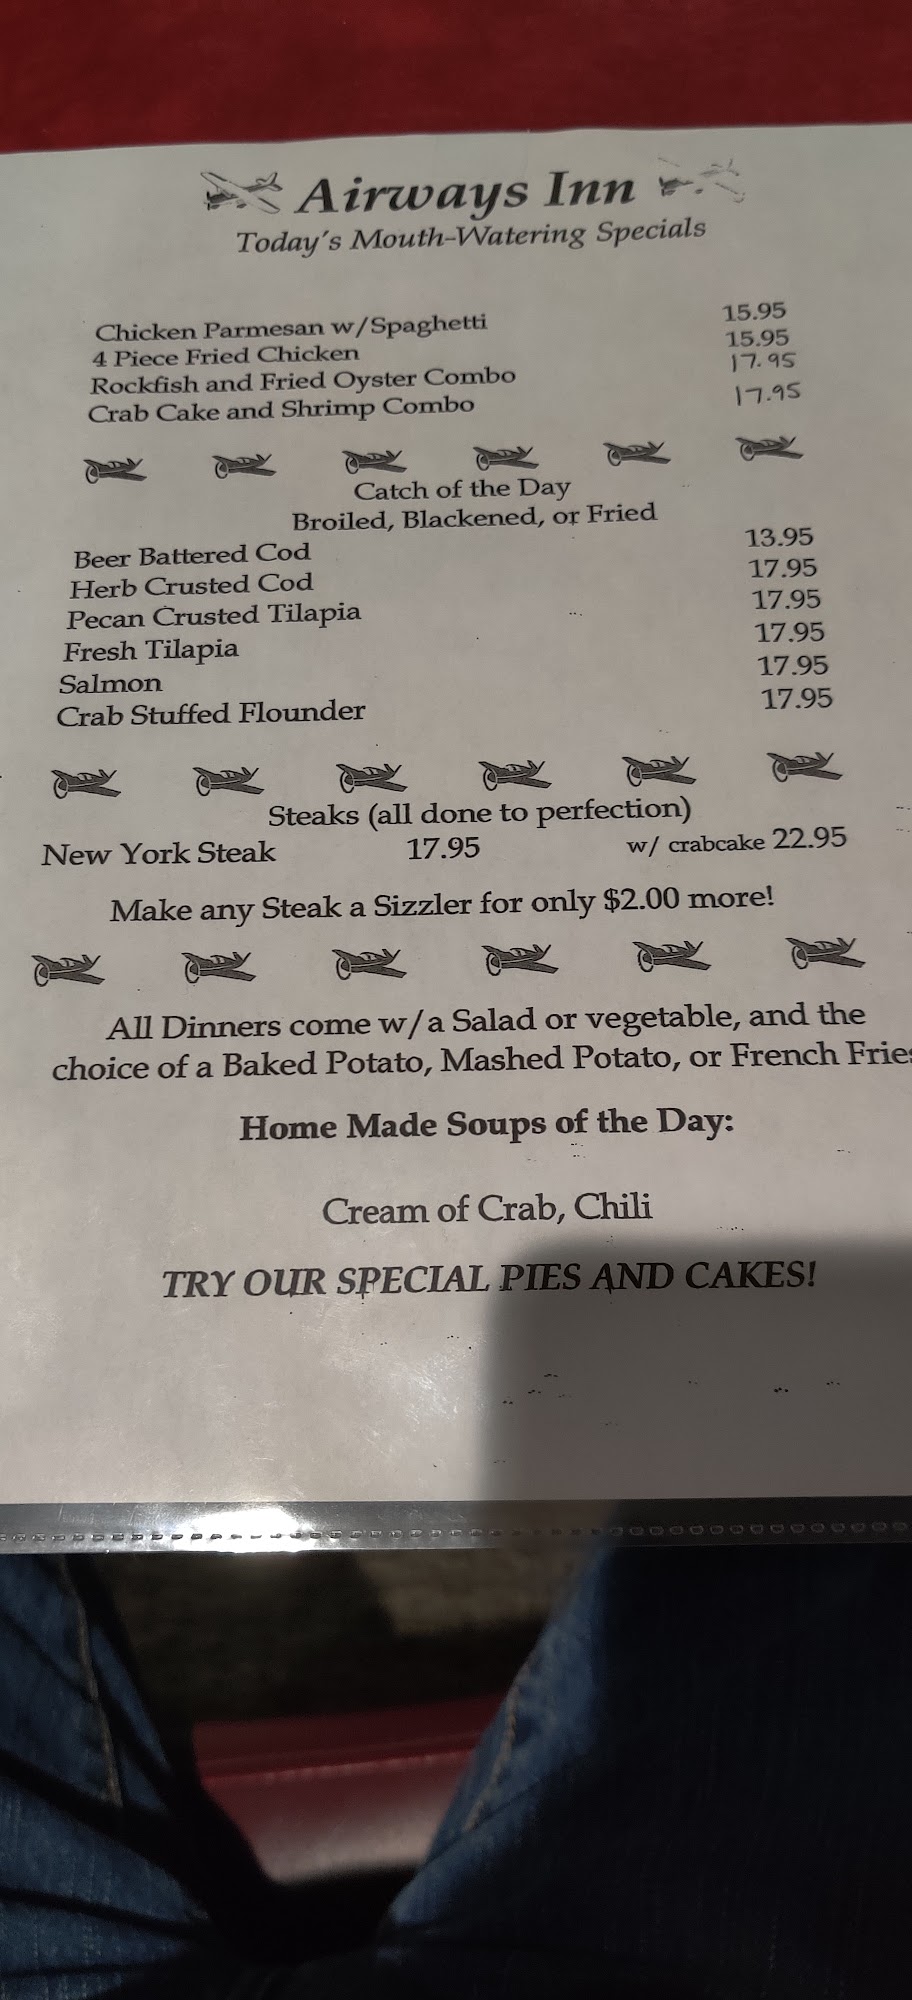 Airways Inn
Today's Mouth-Watering Specials
Chicken Parmesan w/Spaghetti 15.95
4 Piece Fried Chicken 15.95
Rockfish and Fried Oyster Combo 17.95
Crab Cake and Shrimp Combo 17.95
Catch of the Day
Broiled, Blackened, or Fried
Beer Battered Cod 13.95
Herb Crusted Cod 17.95
Pecan Crusted Tilapia 17.95
Fresh Tilapia 17.95
Salmon 17.95
Crab Stuffed Flounder 17.95
Steaks (all done to perfection)
New York Steak 17.95 w/ crabcake 22.95
Make any Steak a Sizzler for only $2.00 more!
All Dinners come w/a Salad or vegetable, and the
choice of a Baked Potato, Mashed Potato, or French Fries
Home Made Soups of the Day:
Cream of Crab, Chili
TRY OUR SPECIAL PIES AND CAKES!